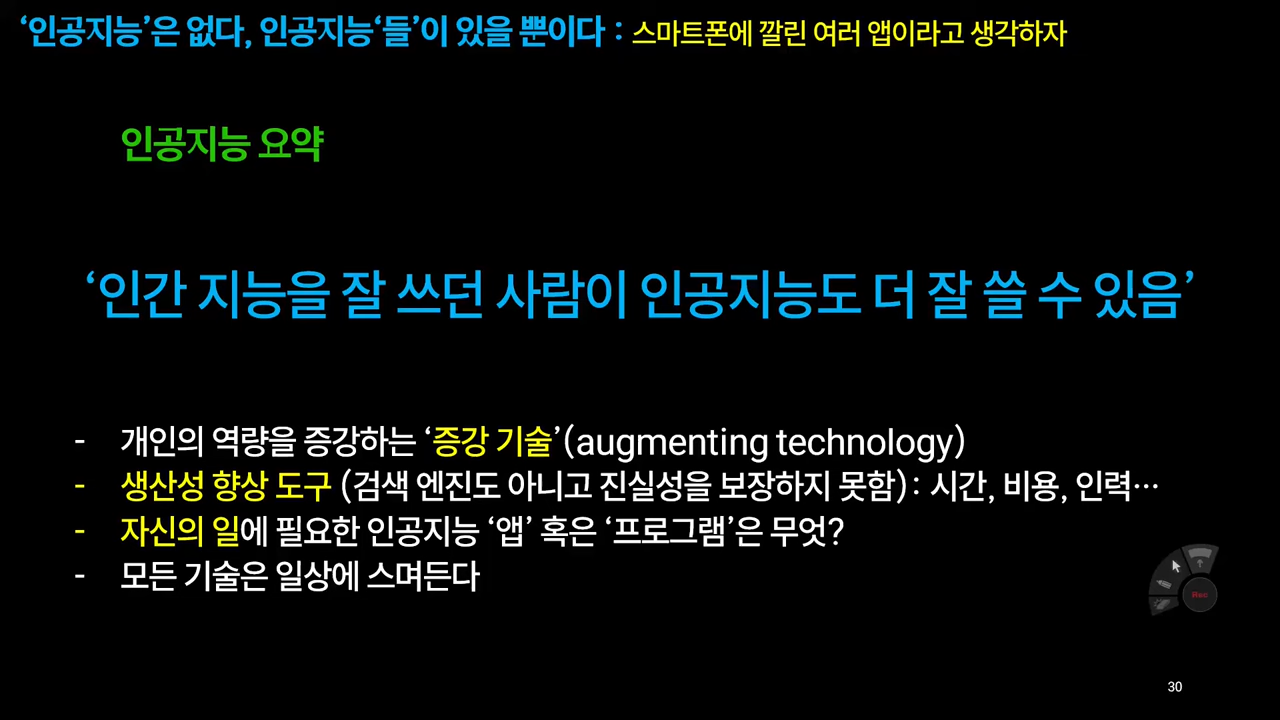 ‘인공지능’은 없다, 인공지능‘들’이 있을 뿐이다 : 스마트폰에 깔린 여러 앱이라고 생각하자
인공지능 요약
‘인간 지능을 잘 쓰던 사람이 인공지능도 더 잘 쓸 수 있음’
- 개인의 역량을 증강하는 ‘증강 기술’(augmenting technology)
- 생산성 향상 도구 (검색 엔진도 아니고 진실성을 보장하지 못함): 시간, 비용, 인력…
- 자신의 일에 필요한 인공지능 ‘앱’ 혹은 ‘프로그램’은 무엇?
- 모든 기술은 일상에 스며든다
30